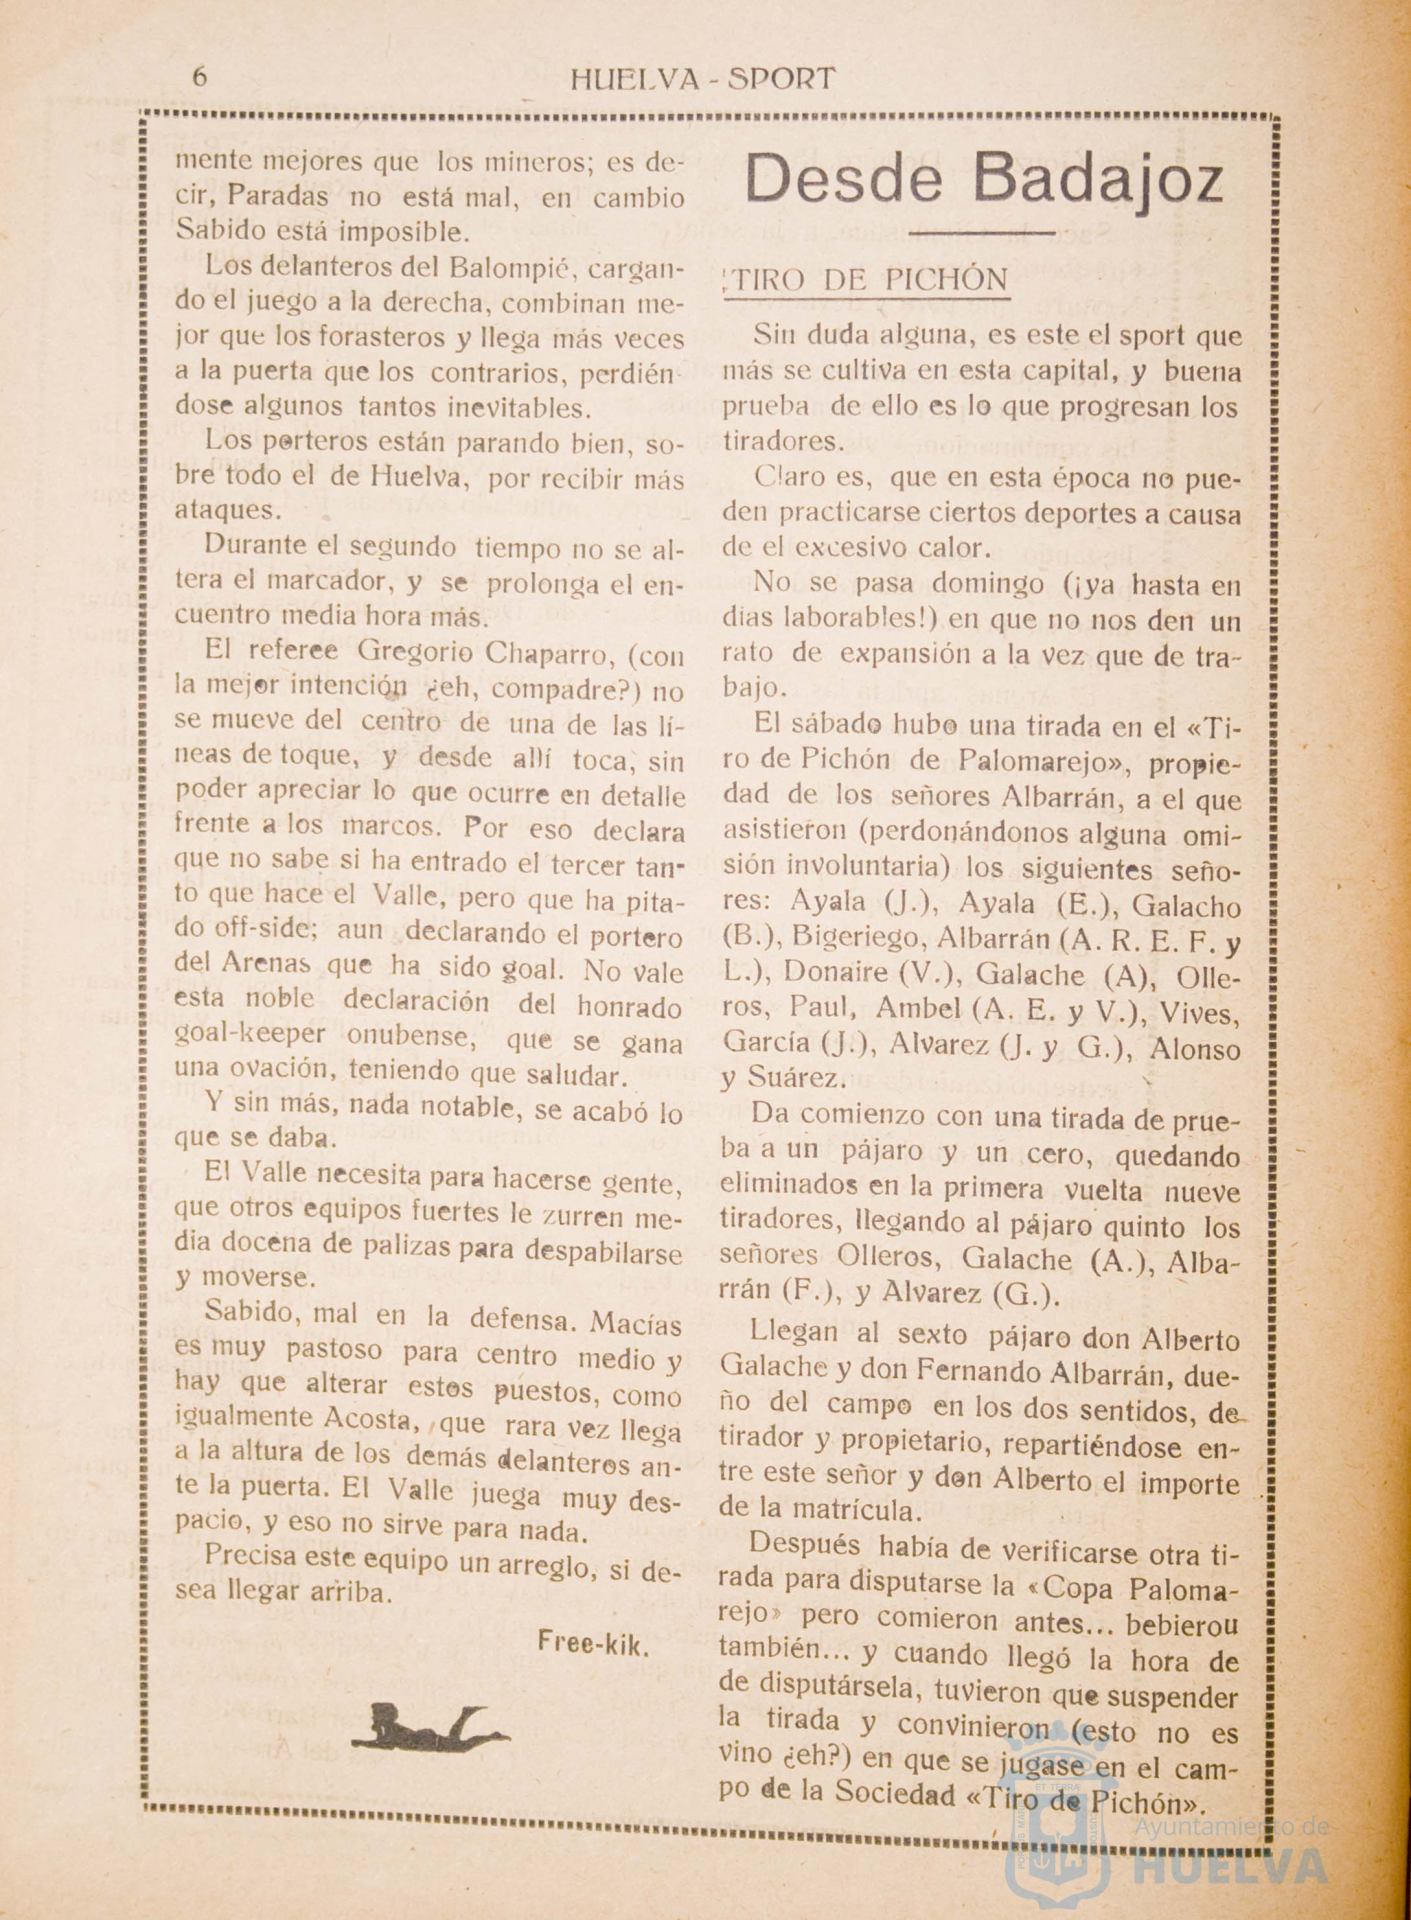 6
HUELVA - SPORT
mente mejores que los mineros; es de-
cir, Paradas no está mal, en cambio
Sabido está imposible.
Los delanteros del Balompié, cargan-
do el juego a la derecha, combinan me-
jor que los forasteros y llega más veces
a la puerta que los contrarios, perdién-
dose algunos tantos inevitables.
Los porteros están parando bien, so-
bre todo el de Huelva, por recibir más
ataques.
Durante el segundo tiempo no se al-
tera el marcador, y se prolonga el en-
cuentro media hora más.
El referee Gregorio Chaparro, (con
la mejor intención ¿eh, compadre?) no
se mueve del centro de una de las lí-
neas de toque, y desde allí toca, sin
poder apreciar lo que ocurre en detalle
frente a los marcos. Por eso declara
que no sabe si ha entrado el tercer tan-
to que hace el Valle, pero que ha pita-
do off-side; aun declarando el portero
del Arenas que ha sido goal. No vale
esta noble declaración del honrado
goal-keeper onubense, que se gana
una ovación, teniendo que saludar.
Y sin más, nada notable, se acabó lo
que se daba.
El Valle necesita para hacerse gente,
que otros equipos fuertes le zurren me-
dia docena de palizas para despabilarse
y moverse.
Sabido, mal en la defensa. Macías
es muy pastoso para centro medio y
hay que alterar estos puestos, como
igualmente Acosta, que rara vez llega
a la altura de los demás delanteros an-
te la puerta. El Valle juega muy des-
pacio, y eso no sirve para nada.
Precisa este equipo un arreglo, si de-
sea llegar arriba.
Free-kik.
Desde Badajoz
TIRO DE PICHÓN
Sin duda alguna, es este el sport que
más se cultiva en esta capital, y buena
prueba de ello es lo que progresan los
tiradores.
Claro es, que en esta época no pue-
den practicarse ciertos deportes a causa
de el excesivo calor.
No se pasa domingo (¡ya hasta en
dias laborables!) en que no nos den un
rato de expansión a la vez que de tra-
bajo.
El sábado hubo una tirada en el «Ti-
ro de Pichón de Palomarejo», propie-
dad de los señores Albarrán, a el que
asistieron (perdonándonos alguna omi-
sión involuntaria) los siguientes seño-
res: Ayala (J.), Ayala (E.), Galacho
(B.), Bigeriego, Albarrán (A. R. E. F. y
L.), Donaire (V.), Galache (A), Olle-
ros, Paul, Ambel (A. E. y V.), Vives,
García (J.), Alvarez (J. y G.), Alonso
y Suárez.
Da comienzo con una tirada de prue-
ba a un pájaro y un cero, quedando
eliminados en la primera vuelta nueve
tiradores, llegando al pájaro quinto los
señores Olleros, Galache (A.), Alba-
rrán (F.), y Alvarez (G.).
Llegan al sexto pájaro don Alberto
Galache y don Fernando Albarrán, due-
ño del campo en los dos sentidos, de
tirador y propietario, repartiéndose en-
tre este señor y don Alberto el importe
de la matrícula.
Después había de verificarse otra ti-
rada para disputarse la «Copa Paloma-
rejo» pero comieron antes... bebierou
también... y cuando llegó la hora de
de disputársela, tuvieron que suspender
la tirada y convinieron (esto no es
vino ¿eh?) en que se jugase en el cam-
po de la Sociedad «Tiro de Pichón».
Ayuntamiento de
HUELVA